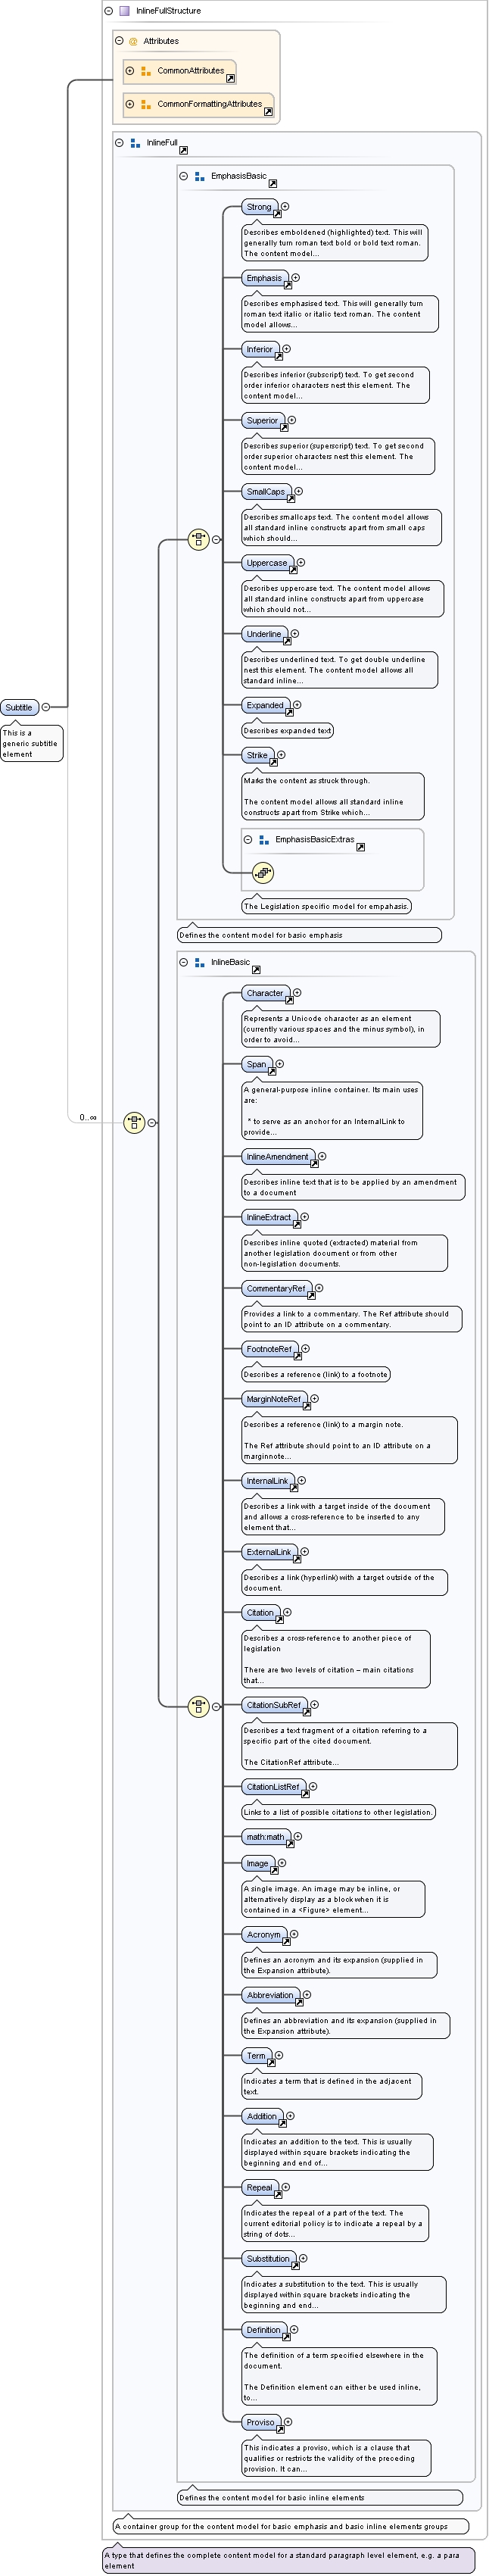 InlineFullStructure
Attributes
CommonAttributes
CommonFormattingAttributes
InlineFull
EmphasisBasic
Strong
Describes emboldened (highlighted) text. This will
generally turn roman text bold or bold text roman.
The content model...
Emphasis
Describes emphasised text. This will generally turn
roman text italic or italic text roman. The content
model allows...
Inferior
Describes inferior (subscript) text. To get second
order inferior characters nest this element. The
content model...
Superior
Describes superior (superscript) text. To get second
order superior characters nest this element. The
content model...
SmallCaps
Describes smallcaps text. The content model allows
all standard inline constructs apart from small caps
which should...
Uppercase
Describes uppercase text. The content model allows
all standard inline constructs apart from uppercase
which should not...
Underline
Describes underlined text. To get double underline
nest this element. The content model allows all
standard inline...
Expanded
Describes expanded text
Subtitle
This is a
generic subtitle
element
Strike
Marks the content as struck through.
The content model allows all standard inline
constructs apart from Strike which...
EmphasisBasicExtras
The Legislation specific model for empahasis.
Defines the content model for basic emphasis
InlineBasic
Character
Represents a Unicode character as an element
(currently various spaces and the minus symbol), in
order to avoid...
Span
A general-purpose inline container. Its main uses
are:
* to serve as an anchor for an InternalLink to
provide...
0..∞
InlineAmendment
Describes inline text that is to be applied by an amendment
to a document
InlineExtract
Describes inline quoted (extracted) material from
another legislation document or from other
non-legislation documents.
CommentaryRef
Provides a link to a commentary. The Ref attribute should
point to an ID attribute on a commentary.
FootnoteRef
Describes a reference (link) to a footnote
MarginNoteRef
Describes a reference (link) to a margin note.
The Ref attribute should point to an ID attribute on a
marginnote...
InternalLink
Describes a link with a target inside of the document
and allows a cross-reference to be inserted to any
element that...
ExternalLink
Describes a link (hyperlink) with a target outside of the
document.
Citation
Describes a cross-reference to another piece of
legislation
There are two levels of citation – main citations
that...
CitationSubRef
Describes a text fragment of a citation referring to a
specific part of the cited document.
The CitationRef attribute...
CitationListRef
Links to a list of possible citations to other legislation.
math:math
Image
A single image. An image may be inline, or
alternatively display as a block when it is
contained in a <Figure> element...
Acronym
Defines an acronym and its expansion (supplied in
the Expansion attribute).
Abbreviation
Defines an abbreviation and its expansion (supplied in
the Expansion attribute).
Term
Indicates a term that is defined in the adjacent
text.
Addition
Indicates an addition to the text. This is usually
displayed within square brackets indicating the
beginning and end of...
Repeal
Indicates the repeal of a part of the text. The
current editorial policy is to indicate a repeal by a
string of dots...
Substitution
Indicates a substitution to the text. This is usually
displayed within square brackets indicating the
beginning and end...
Definition
The definition of a term specified elsewhere in the
document.
The Definition element can either be used inline,
to...
Proviso
This indicates a proviso, which is a clause that
qualifies or restricts the validity of the preceding
provision. It can...
Defines the content model for basic inline elements
A container group for the content model for basic emphasis and basic inline elements groups
A type that defines the complete content model for a standard paragraph level element, e.g. a para
element